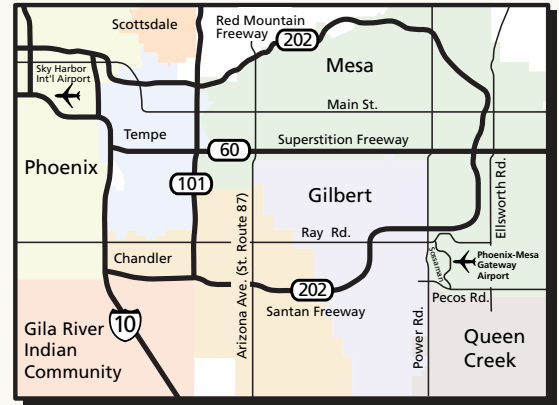 Scottsdale
Red Mountain
Freeway
202
Mesa
Sky Harbor
Int'l Airport
Main St.
Tempe
Superstition Freeway
60
Phoenix
101
Gilbert
Ellsworth Rd.
Arizona Ave. (St. Route 87)
Ray Rd.
Chandler
Sossaman
Phoenix-Mesa
Gateway
Airport
202
Pecos Rd.
Santan Freeway
10
Gila River
Indian
Community
Power Rd.
Queen
Creek